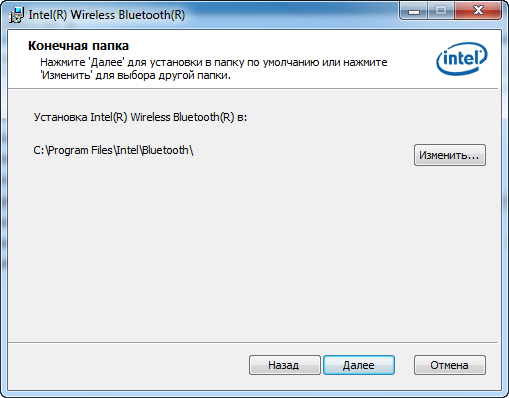 Intel(R) Wireless Bluetooth(R)
Конечная папка
Нажмите 'Далее' для установки в папку по умолчанию или нажмите
'Изменить' для выбора другой папки.
intel
Установка Intel(R) Wireless Bluetooth(R) в:
C:\Program Files\Intel\Bluetooth\
Изменить...
Назад
Далее
Отмена